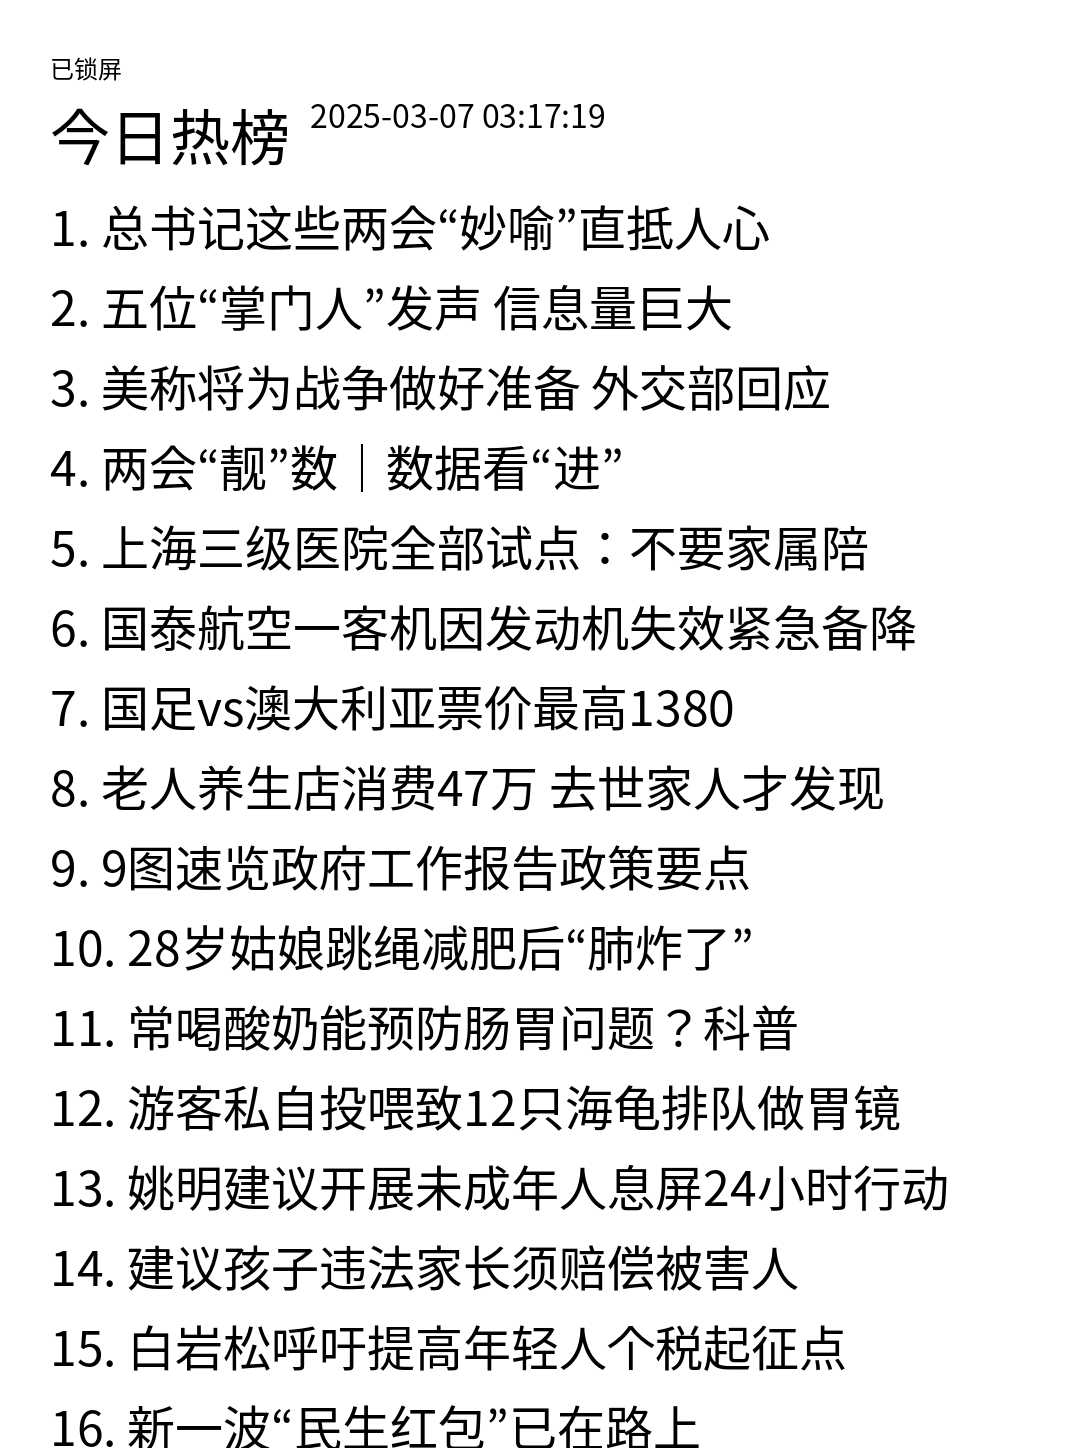 已锁屏
今日热榜 2025-03-07 03:17:19
1. 总书记这些两会“妙喻”直抵人心
2. 五位“掌门人”发声 信息量巨大
3. 美称将为战争做好准备 外交部回应
4. 两会“靓”数｜数据看“进”
5. 上海三级医院全部试点：不要家属陪
6. 国泰航空一客机因发动机失效紧急备降
7. 国足vs澳大利亚票价最高1380
8. 老人养生店消费47万 去世家人才发现
9. 9图速览政府工作报告政策要点
10. 28岁姑娘跳绳减肥后“肺炸了”
11. 常喝酸奶能预防肠胃问题？科普
12. 游客私自投喂致12只海龟排队做胃镜
13. 姚明建议开展未成年人息屏24小时行动
14. 建议孩子违法家长须赔偿被害人
15. 白岩松呼吁提高年轻人个税起征点
16. 新一波“民生红包”已在路上